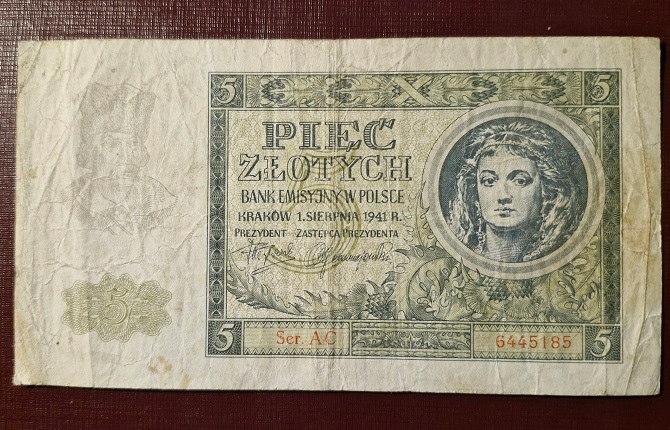 5 5
PIĘĆ
ZŁOTYCH
BANK EMISYJNY W POLSCE
KRAKÓW 1. SIERPNIA 1941 R.
PREZYDENT ZASTĘPCA PREZYDENTA
5
5 Ser. AC 6445185 5